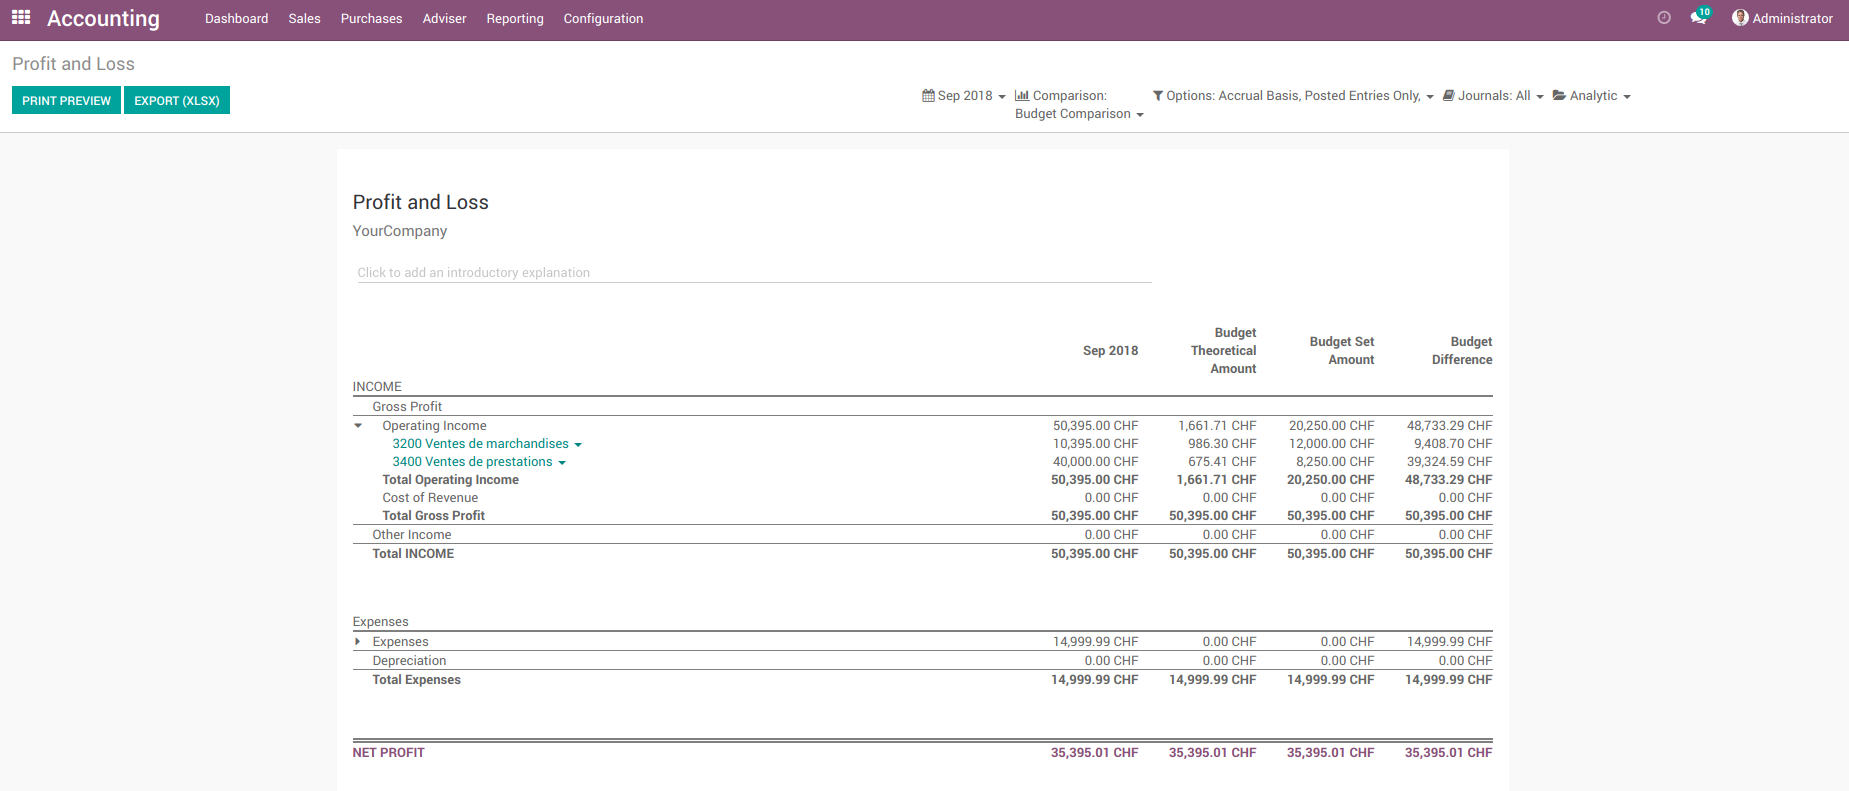 Accounting Dashboard Sales Purchases Adviser Reporting Configuration 10 Administrator
Profit and Loss
PRINT PREVIEW EXPORT (XLSX) Sep 2018 Comparison: Options: Accrual Basis, Posted Entries Only, Journals: All Analytic
Budget Comparison
Profit and Loss
YourCompany
Click to add an introductory explanation
Sep 2018 Budget Theoretical Amount Budget Set Amount Budget Difference
INCOME
Gross Profit
Operating Income 50,395.00 CHF 1,661.71 CHF 20,250.00 CHF 48,733.29 CHF
3200 Ventes de marchandises 10,395.00 CHF 986.30 CHF 12,000.00 CHF 9,408.70 CHF
3400 Ventes de prestations 40,000.00 CHF 675.41 CHF 8,250.00 CHF 39,324.59 CHF
Total Operating Income 50,395.00 CHF 1,661.71 CHF 20,250.00 CHF 48,733.29 CHF
Cost of Revenue 0.00 CHF 0.00 CHF 0.00 CHF 0.00 CHF
Total Gross Profit 50,395.00 CHF 50,395.00 CHF 50,395.00 CHF 50,395.00 CHF
Other Income 0.00 CHF 0.00 CHF 0.00 CHF 0.00 CHF
Total INCOME 50,395.00 CHF 50,395.00 CHF 50,395.00 CHF 50,395.00 CHF
Expenses
Expenses 14,999.99 CHF 0.00 CHF 0.00 CHF 14,999.99 CHF
Depreciation 0.00 CHF 0.00 CHF 0.00 CHF 0.00 CHF
Total Expenses 14,999.99 CHF 14,999.99 CHF 14,999.99 CHF 14,999.99 CHF
NET PROFIT 35,395.01 CHF 35,395.01 CHF 35,395.01 CHF 35,395.01 CHF